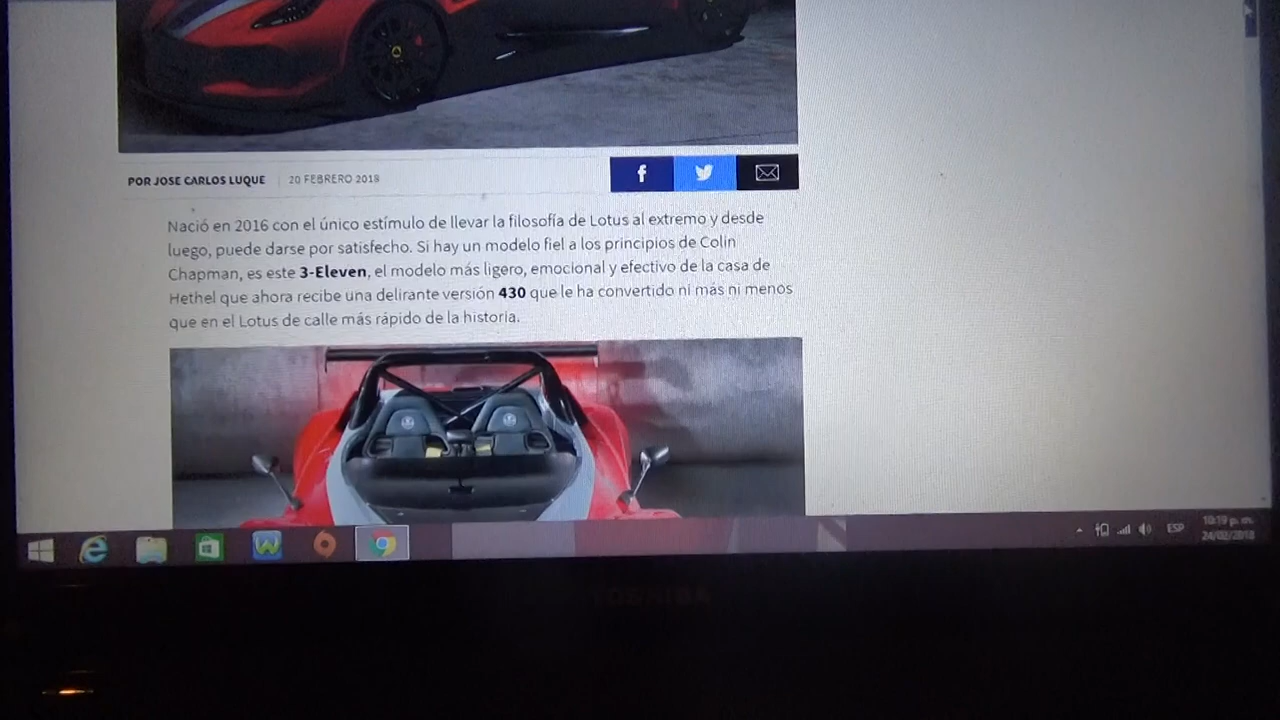 POR JOSE CARLOS LUQUE
20 FEBRERO 2018
Nació en 2016 con el único estímulo de llevar la filosofía de Lotus al extremo y desde
luego, puede darse por satisfecho. Si hay un modelo fiel a los principios de Colin
Chapman, es este 3-Eleven, el modelo más ligero, emocional y efectivo de la casa de
Hethel que ahora recibe una delirante versión 430 que le ha convertido ni más ni menos
que en el Lotus de calle más rápido de la historia.
ESP
10:19 p. m.
24/02/2018
TOSHIBA